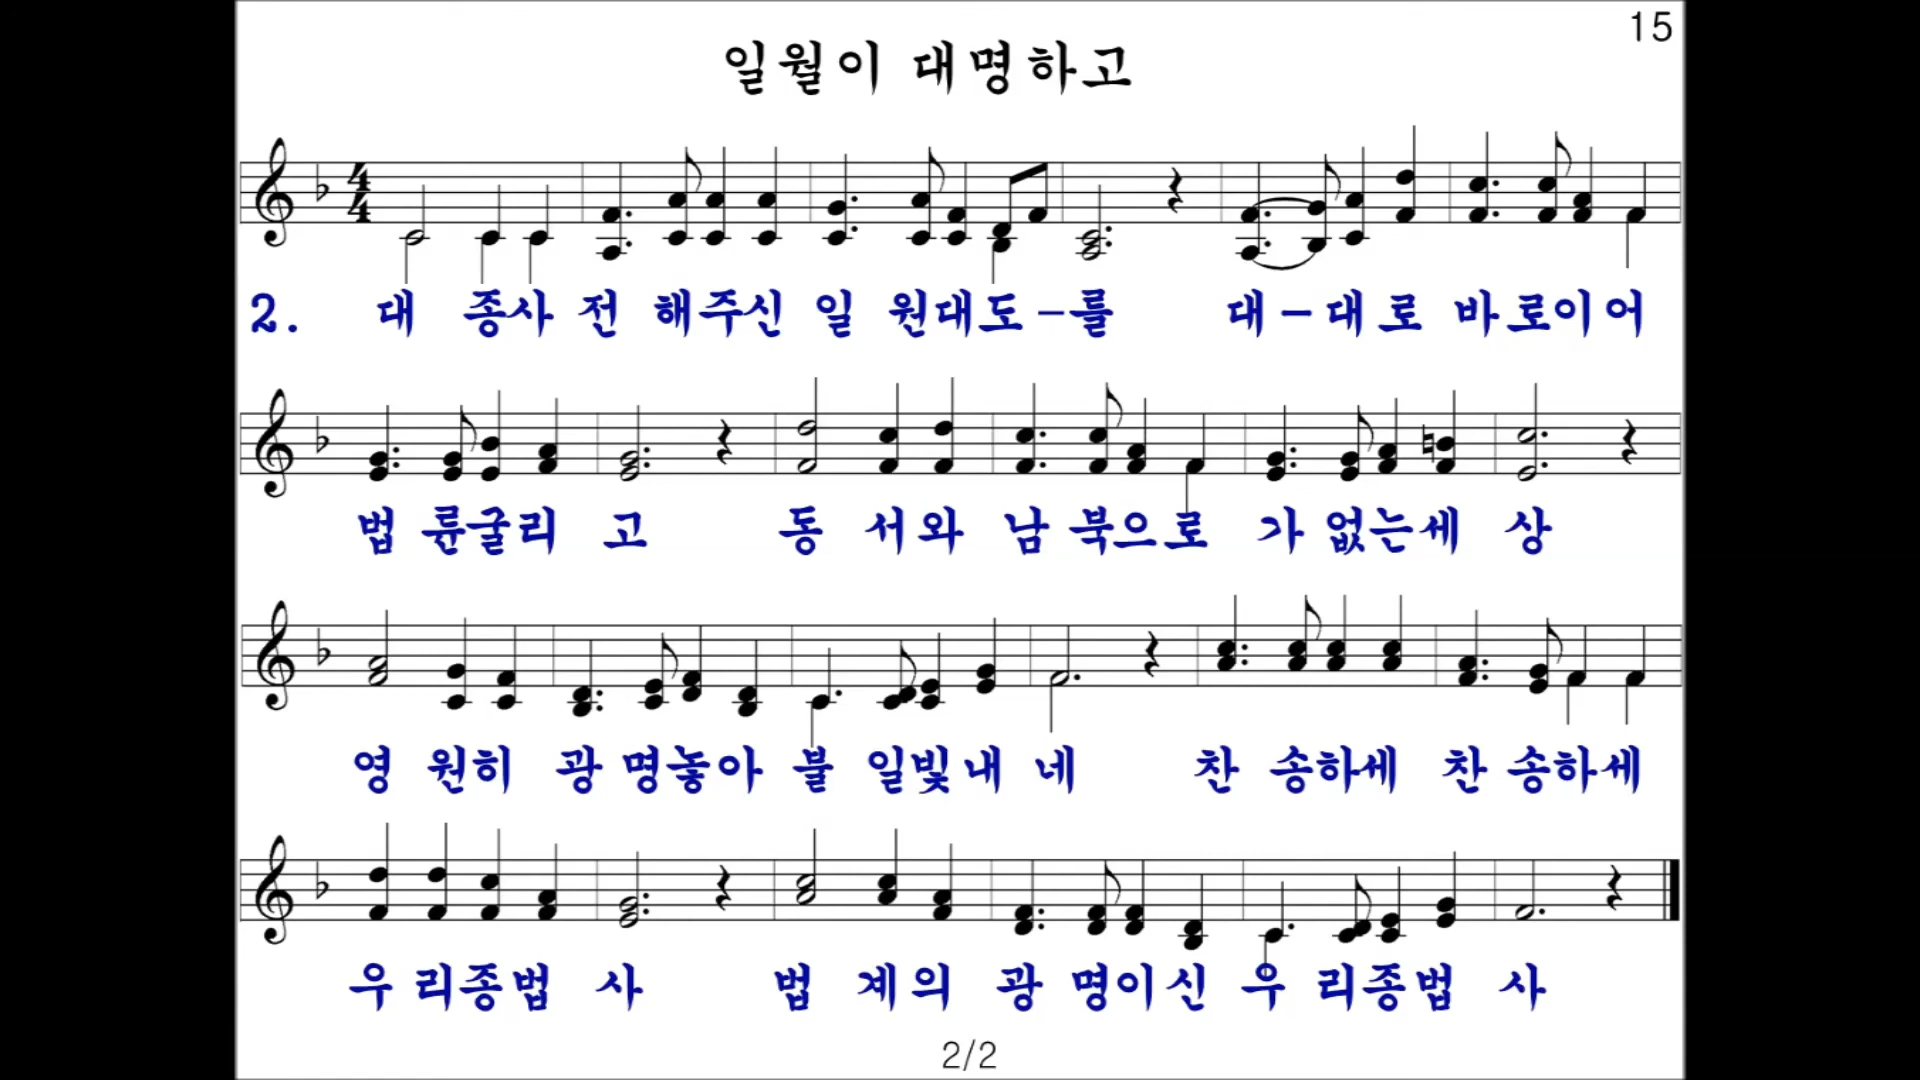 15
일월이 대명하고
2. 대 종사 전 해주신 일 원대도-를 대-대로 바로이어
법 륜굴리 고 동 서와 남 북으로 가 없는세 상
영 원히 광 명놓아 불 일빛내 네 찬 송하세 찬 송하세
우 리종법 사 법 계의 광 명이신 우 리종법 사
2/2